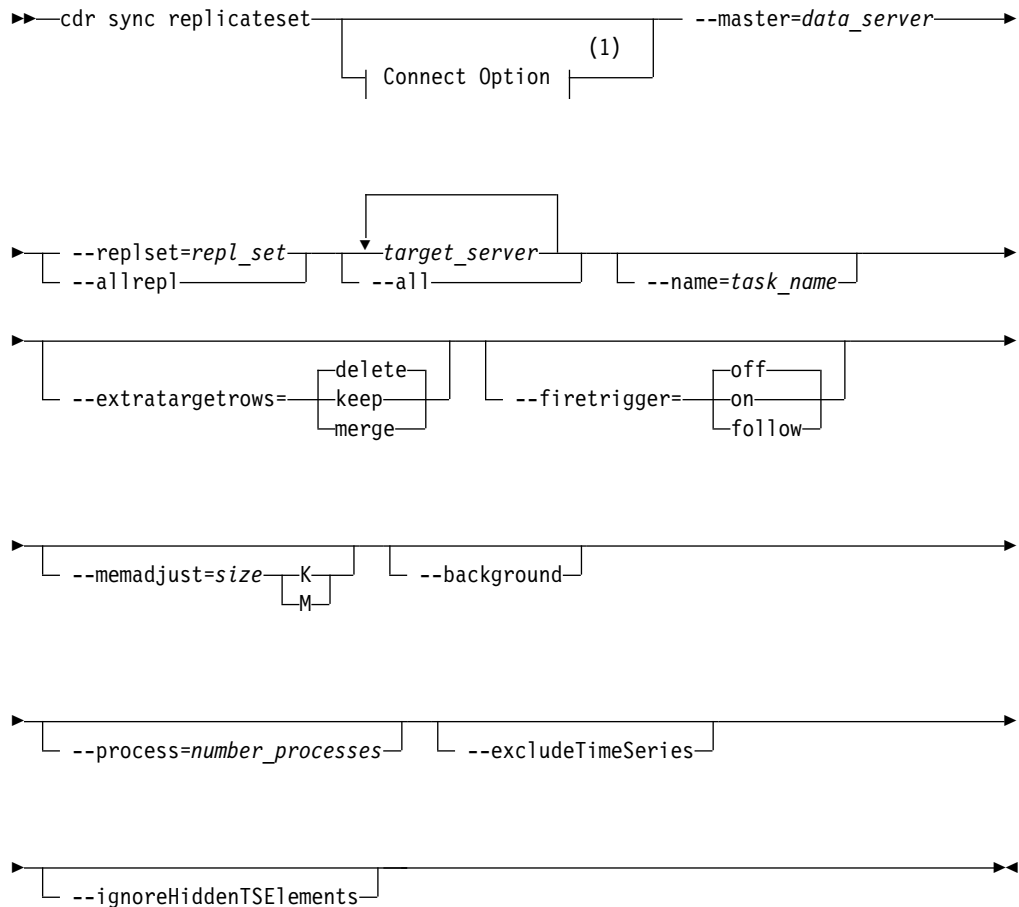 cdr sync replicateset --master=data_server
(1)
Connect Option
--replset=repl_set target_server
--allrepl --all --name=task_name
delete off
--extratargetrows= keep --firetrigger= on
merge follow
--memadjust=size K --background
M
--process=number_processes --excludeTimeSeries
--ignoreHiddenTSElements